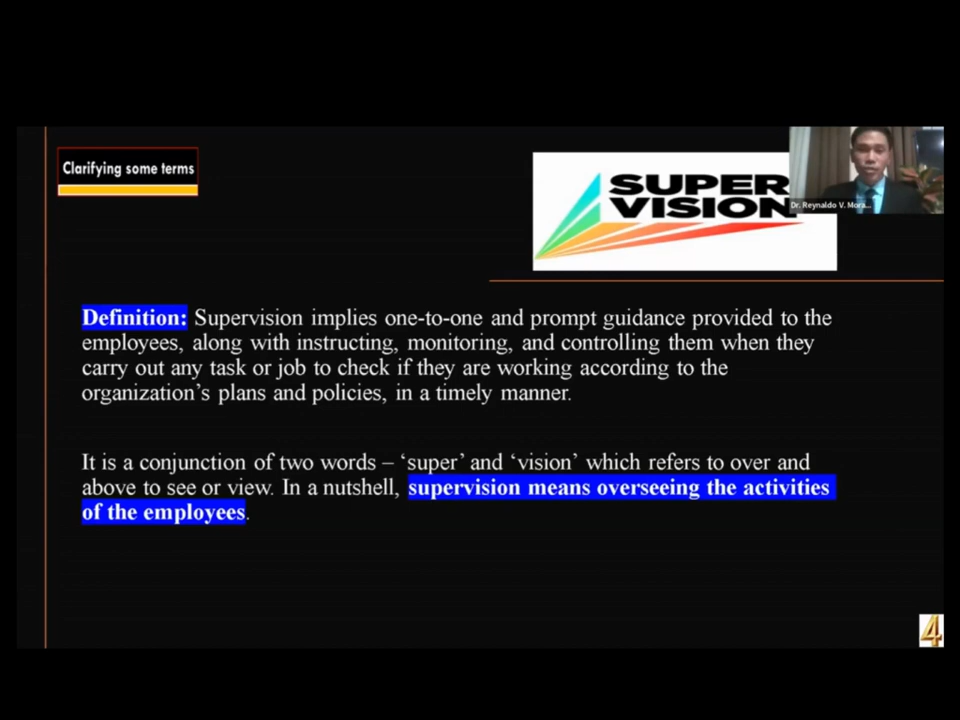 Clarifying some terms
SUPER
VISION
Dr. Reynaldo V. Mora...
Definition: Supervision implies one-to-one and prompt guidance provided to the
employees, along with instructing, monitoring, and controlling them when they
carry out any task or job to check if they are working according to the
organization’s plans and policies, in a timely manner.
It is a conjunction of two words – ‘super’ and ‘vision’ which refers to over and
above to see or view. In a nutshell, supervision means overseeing the activities
of the employees.
4